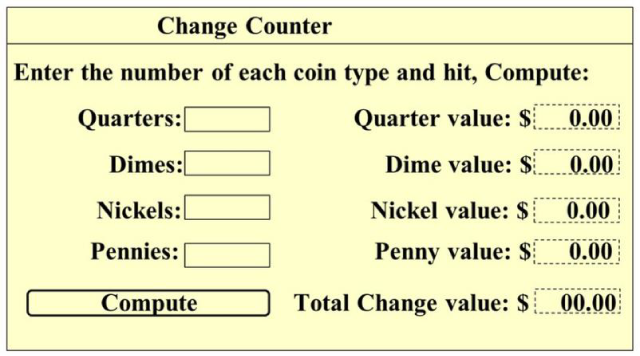 Change Counter
Enter the number of each coin type and hit, Compute:
Quarters: Quarter value: $ 0.00
Dimes: Dime value: $ 0.00
Nickels: Nickel value: $ 0.00
Pennies: Penny value: $ 0.00
Compute Total Change value: $ 00.00